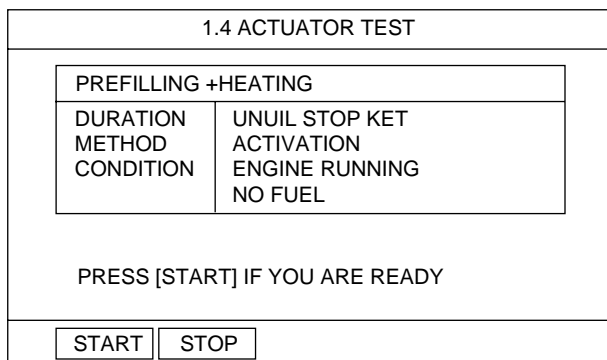 1.4 ACTUATOR TEST
PREFILLING +HEATING
DURATION UNUIL STOP KET
METHOD ACTIVATION
CONDITION ENGINE RUNNING
NO FUEL
PRESS [START] IF YOU ARE READY
START STOP